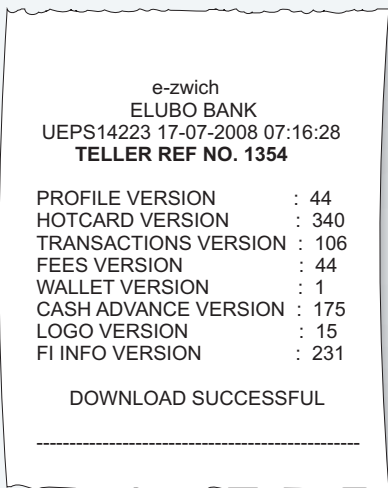 e-zwich
ELUBO BANK
UEPS14223 17-07-2008 07:16:28
TELLER REF NO. 1354
PROFILE VERSION : 44
HOTCARD VERSION : 340
TRANSACTIONS VERSION : 106
FEES VERSION : 44
WALLET VERSION : 1
CASH ADVANCE VERSION : 175
LOGO VERSION : 15
FI INFO VERSION : 231
DOWNLOAD SUCCESSFUL
-------------------------------------------------